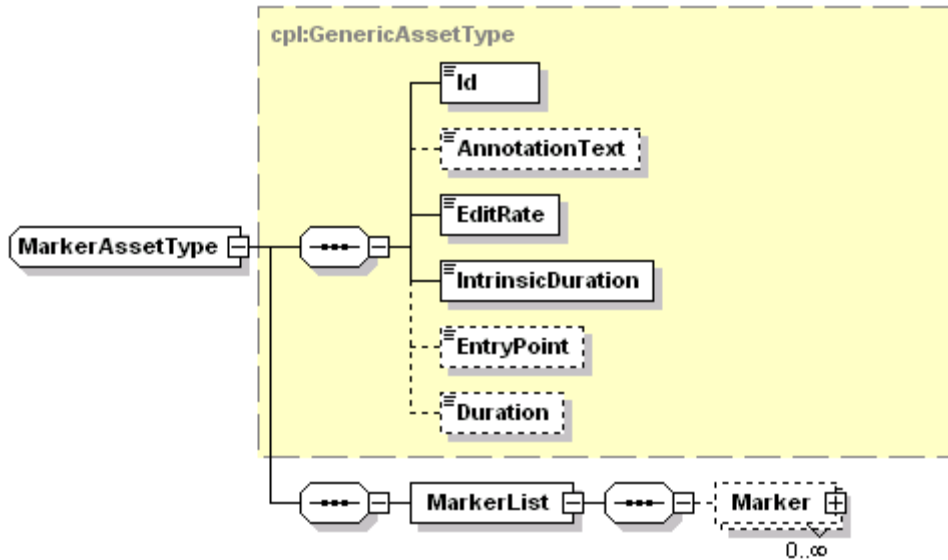 cpl:GenericAssetType
Id
AnnotationText
EditRate
MarkerAssetType
IntrinsicDuration
EntryPoint
Duration
MarkerList
Marker
0..∞